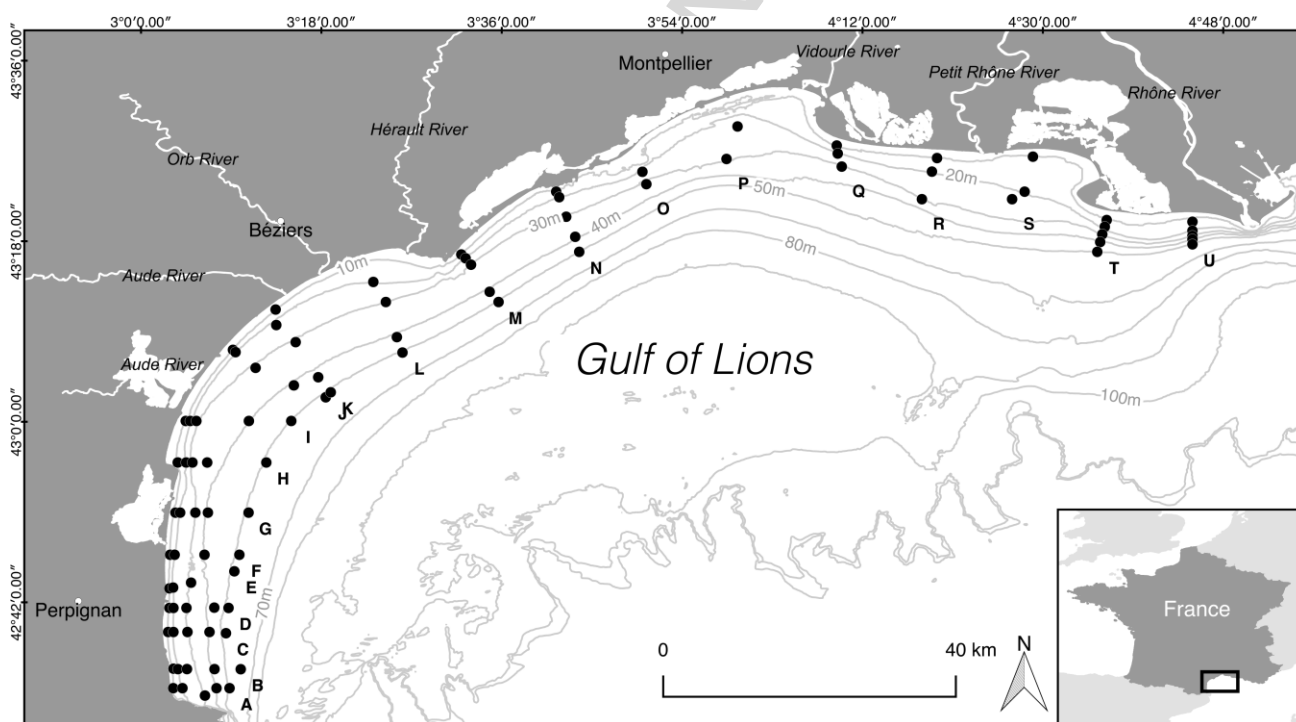 3°0'0.00" 3°18'0.00" 3°36'0.00" 3°54'0.00" 4°12'0.00" 4°30'0.00" 4°48'0.00"
43°36'0.00"
Montpellier
Vidourle River
Petit Rhône River
Rhône River
Hérault River
Orb River
20m
P
Q
50m
30m
O
40m
R
S
43°18'0.00"
Béziers
80m
N
T
U
10m
Aude River
M
Gulf of Lions
Aude River
L
100m
K
J
43°0'0.00"
I
H
G
F
E
70m
42°42'0.00"
Perpignan
D
C
B
A
0
40 km
N
France